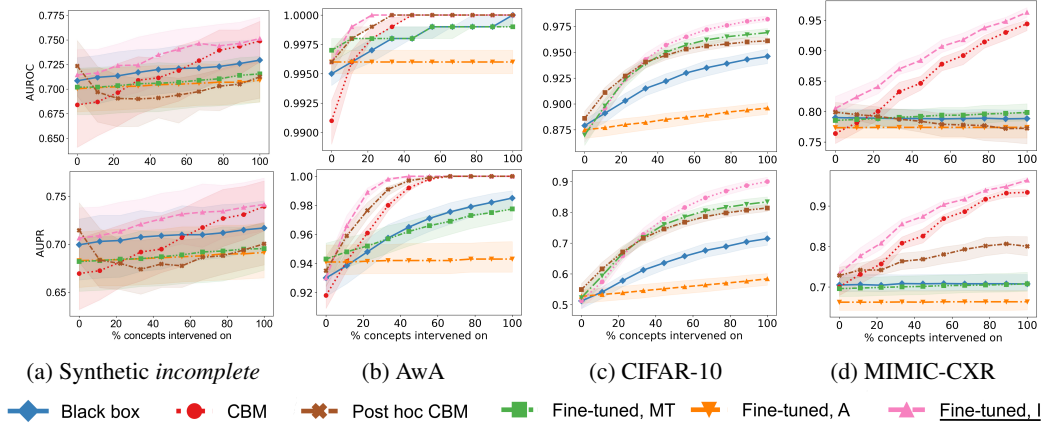 AUROC
0.775
0.750
0.725
0.700
0.675
0.650
0 20 40 60 80 100
1.0000
0.9975
0.9950
0.9925
0.9900
0 20 40 60 80 100
0.975
0.950
0.925
0.900
0.875
0 20 40 60 80 100
0.95
0.90
0.85
0.80
0.75
0 20 40 60 80 100
AUPR
0.75
0.70
0.65
0 20 40 60 80 100
% concepts intervened on
1.00
0.98
0.96
0.94
0.92
0 20 40 60 80 100
% concepts intervened on
0.9
0.8
0.7
0.6
0.5
0 20 40 60 80 100
% concepts intervened on
0.9
0.8
0.7
0 20 40 60 80 100
% concepts intervened on
(a) Synthetic incomplete
(b) AwA
(c) CIFAR-10
(d) MIMIC-CXR
Black box CBM Post hoc CBM Fine-tuned, MT Fine-tuned, A Fine-tuned, I